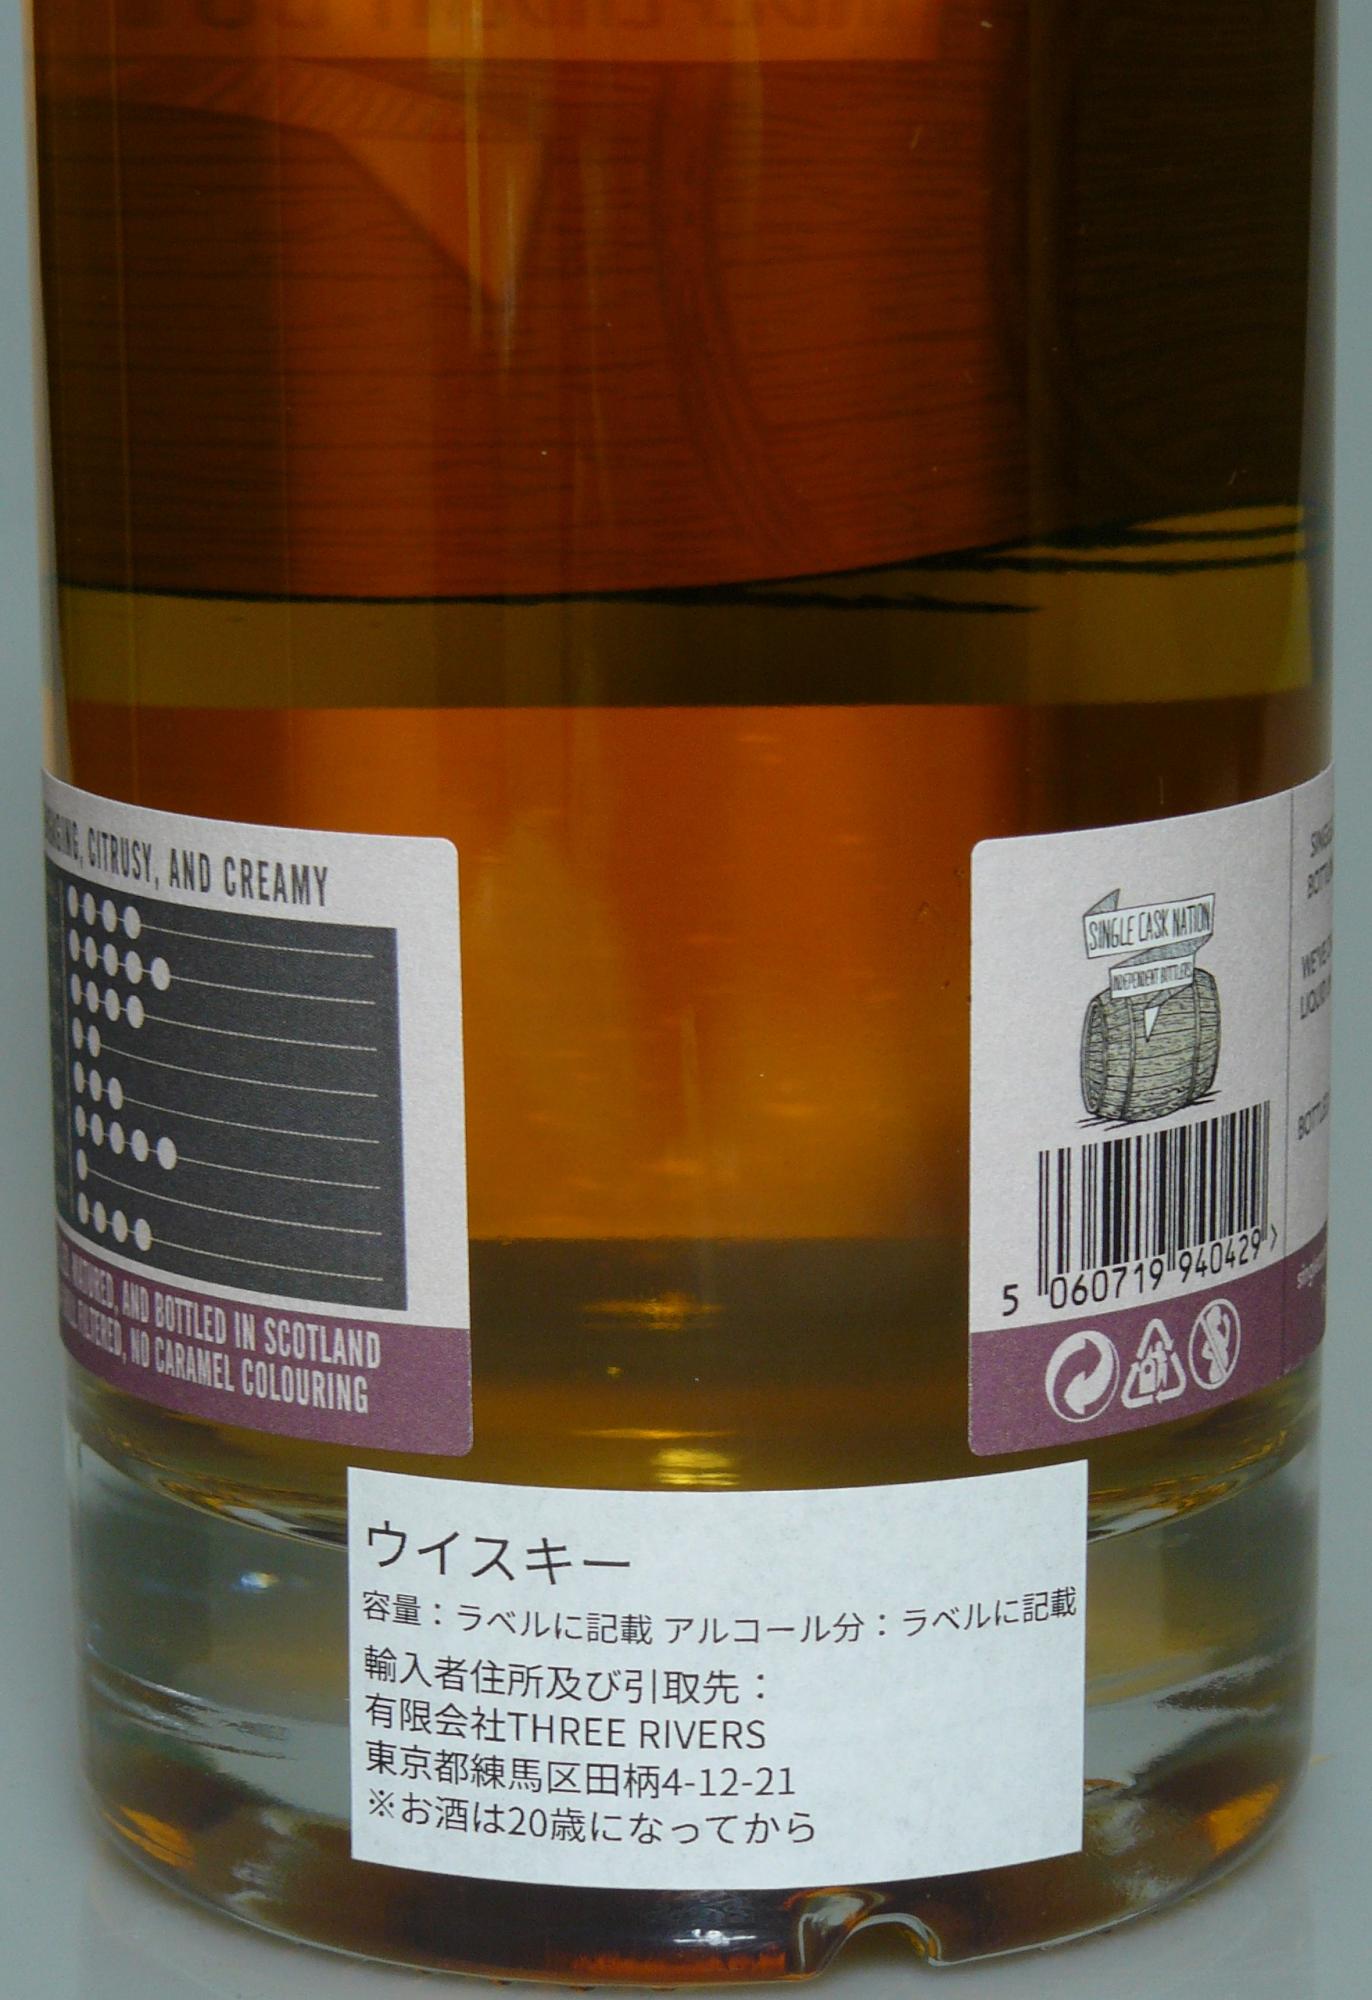 CITRUSY, AND CREAMY
MATURED, AND BOTTLED IN SCOTLAND
FILTERED, NO CARAMEL COLOURING
SINGLE CASK NATION
INDEPENDENT BOTTLERS
5 060719 940429 >
ウイスキー
容量：ラベルに記載 アルコール分：ラベルに記載
輸入者住所及び引取先：
有限会社THREE RIVERS
東京都練馬区田柄4-12-21
※お酒は20歳になってから